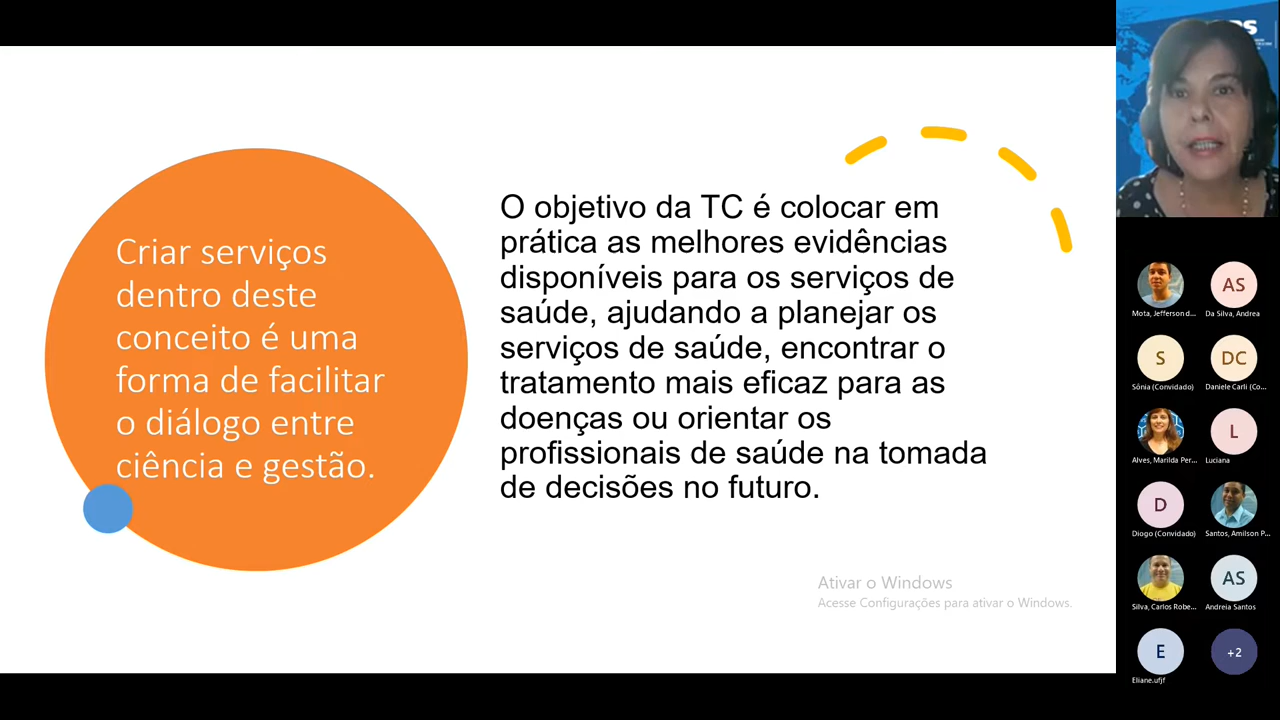 Criar serviços
dentro deste
conceito é uma
forma de facilitar
o diálogo entre
ciência e gestão.
O objetivo da TC é colocar em
prática as melhores evidências
disponíveis para os serviços de
saúde, ajudando a planejar os
serviços de saúde, encontrar o
tratamento mais eficaz para as
doenças ou orientar os
profissionais de saúde na tomada
de decisões no futuro.
Ativar o Windows
Acesse Configurações para ativar o Windows.
AS
Mota, Jefferson d...
Da Silva, Andrea
S
DC
Sônia (Convidado)
Daniele Carli (Co...
Alves, Marilda Per...
L
Luciana
D
Diogo (Convidado)
Santos, Amilson P...
AS
Silva, Carlos Robe...
Andreia Santos
E
+2
Eliane.ufjf